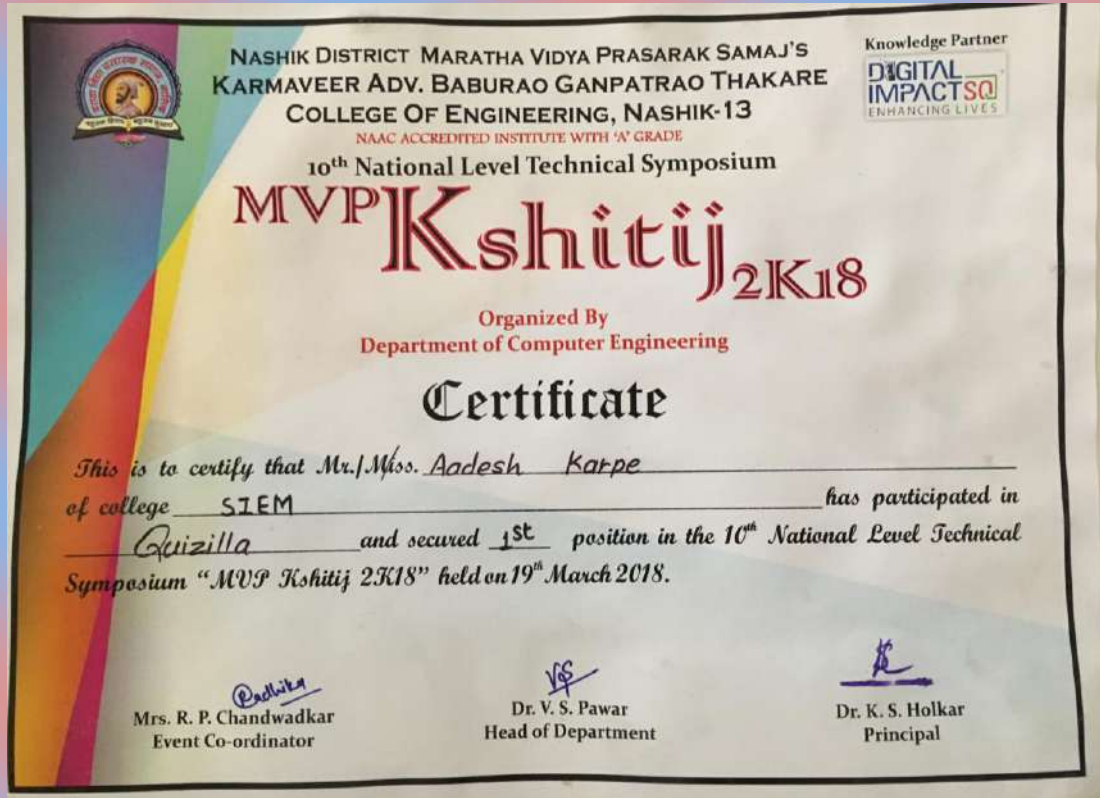 NASHIK DISTRICT MARATHA VIDYA PRASARAK SAMAJ'S
KARMAVEER ADV. BABURAO GANPATRAO THAKARE
COLLEGE OF ENGINEERING, NASHIK-13
NAAC ACCREDITED INSTITUTE WITH 'A' GRADE
Knowledge Partner
DIGITAL
IMPACTSQ
ENHANCING LIVES
10th National Level Technical Symposium
MVP Kshitij 2K18
Organized By
Department of Computer Engineering
Certificate
This is to certify that Mr./Miss. Aadesh Karpe
of college SIEM has participated in
Quizilla and secured 1st position in the 10th National Level Technical
Symposium "MVP Kshitij 2K18" held on 19th March 2018.
Radhika
VPS
Mrs. R. P. Chandwadkar
Event Co-ordinator
Dr. V. S. Pawar
Head of Department
Dr. K. S. Holkar
Principal